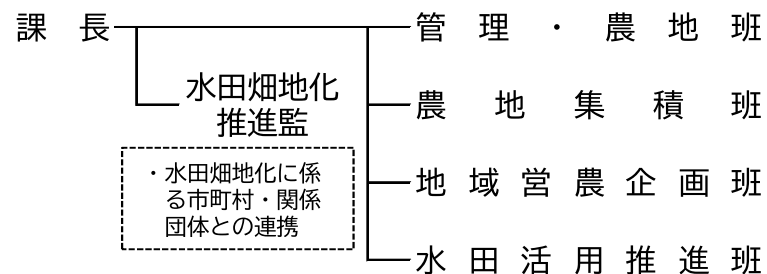 課長
管理・農地班
水田畑地化
推進監
農地集積班
・水田畑地化に係
る市町村・関係
団体との連携
地域営農企画班
水田活用推進班